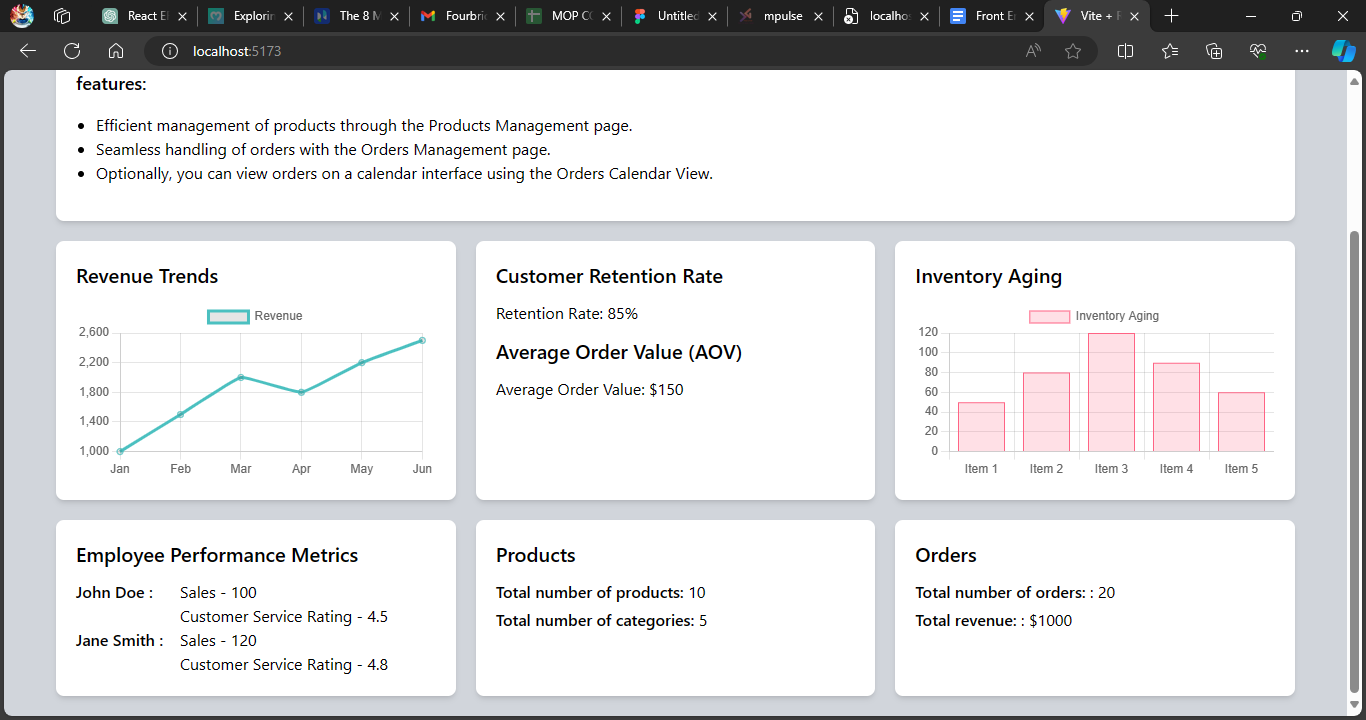 React E
Explorin
The 8 M
Fourbri
MOP C
Untitled
mpulse
localhos
Front E
Vite +
localhost:5173
features:
Efficient management of products through the Products Management page.
Seamless handling of orders with the Orders Management page.
Optionally, you can view orders on a calendar interface using the Orders Calendar View.
Revenue Trends
Revenue
2,600
2,200
1,800
1,400
1,000
Jan Feb Mar Apr May Jun
Customer Retention Rate
Retention Rate: 85%
Average Order Value (AOV)
Average Order Value: $150
Inventory Aging
Inventory Aging
120
100
80
60
40
20
0
Item 1 Item 2 Item 3 Item 4 Item 5
Employee Performance Metrics
John Doe : Sales - 100
Customer Service Rating - 4.5
Jane Smith : Sales - 120
Customer Service Rating - 4.8
Products
Total number of products: 10
Total number of categories: 5
Orders
Total number of orders: : 20
Total revenue: : $1000